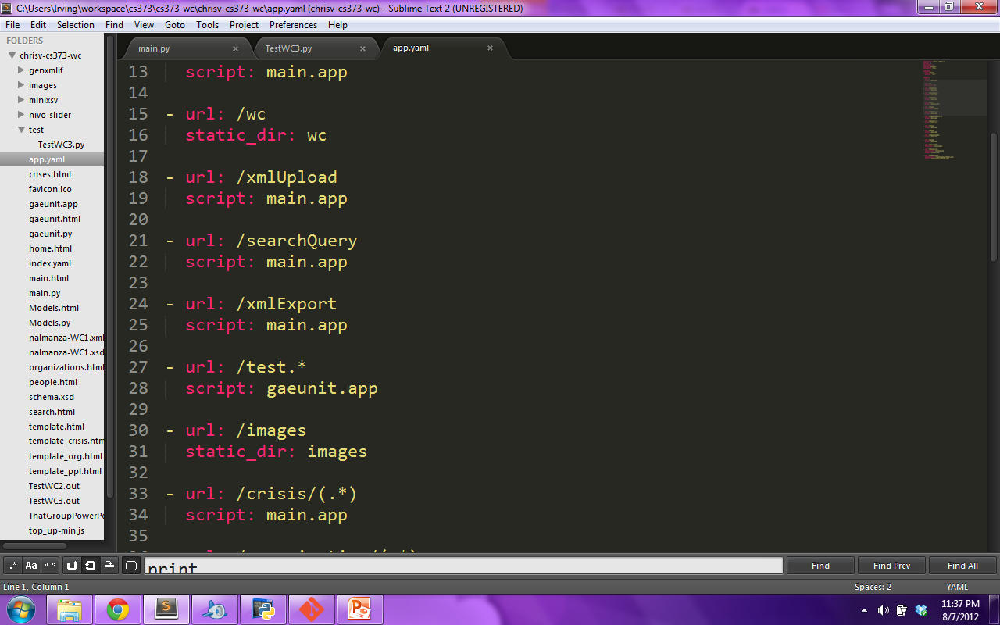 C:\Users\Irving\workspace\cs373\cs373-wc\chrisv-cs373-wc\app.yaml (chrisv-cs373-wc) - Sublime Text 2 (UNREGISTERED)
File Edit Selection Find View Goto Tools Project Preferences Help
FOLDERS
chrisv-cs373-wc
genxmlif
images
minixsv
nivo-slider
test
TestWC3.py
app.yaml
crises.html
favicon.ico
gaeunit.app
gaeunit.html
gaeunit.py
home.html
index.yaml
main.html
main.py
Models.html
Models.py
nalmanza-WC1.xml
nalmanza-WC1.xsd
organizations.html
people.html
schema.xsd
search.html
template.html
template_crisis.htm
template_org.html
template_ppl.html
TestWC2.out
TestWC3.out
ThatGroupPowerPo
top_up-min.js
main.py × TestWC3.py × app.yaml ×
13 script: main.app
14
15 - url: /wc
16 static_dir: wc
17
18 - url: /xmlUpload
19 script: main.app
20
21 - url: /searchQuery
22 script: main.app
23
24 - url: /xmlExport
25 script: main.app
26
27 - url: /test.*
28 script: gaeunit.app
29
30 - url: /images
31 static_dir: images
32
33 - url: /crisis/(.*)
34 script: main.app
35
.* Aa “ ” print Find Find Prev Find All
Line 1, Column 1 Spaces: 2 YAML
11:37 PM
8/7/2012